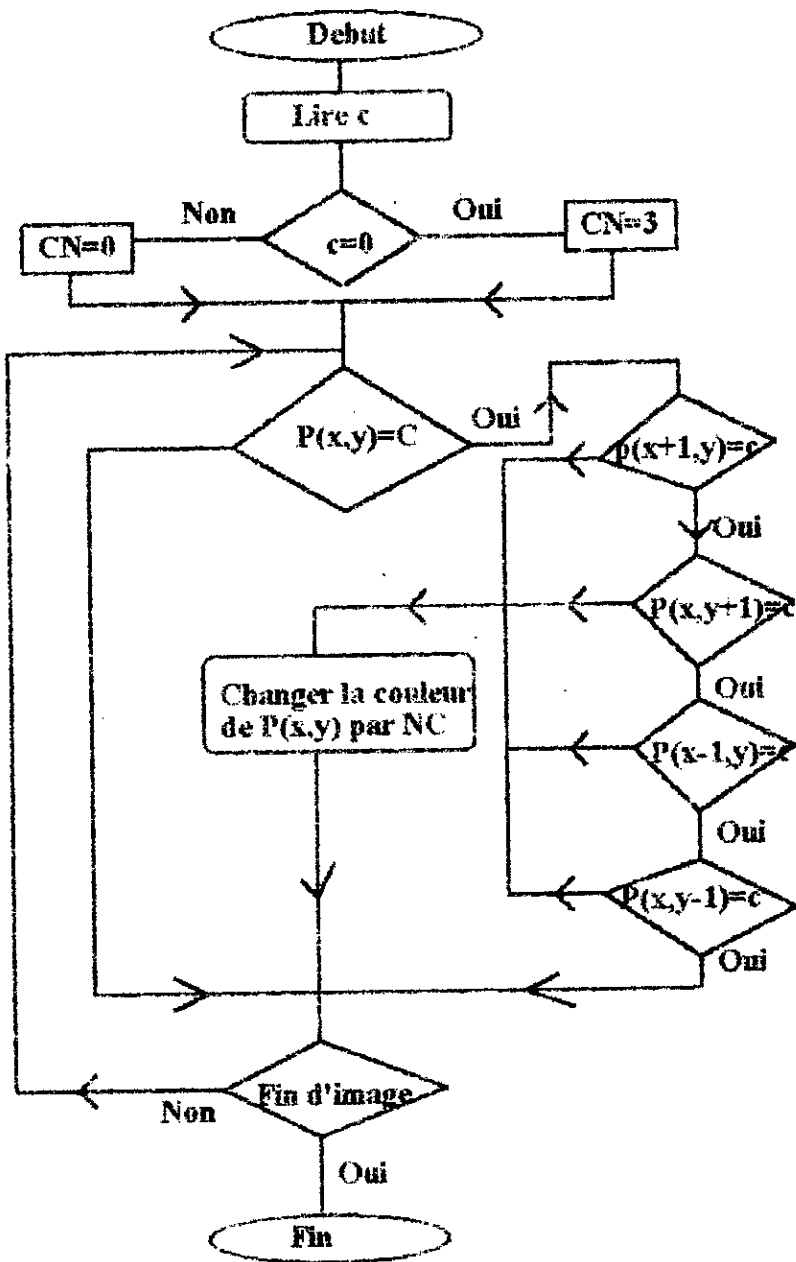 Debut
Lire c
Non
Oui
CN=0
c=0
CN=3
P(x,y)=C
Oui
p(x+1,y)=c
Oui
P(x,y+1)=c
Changer la couleur
de P(x,y) par NC
Oui
P(x-1,y)=c
Oui
P(x,y-1)=c
Oui
Fin d'image
Non
Oui
Fin